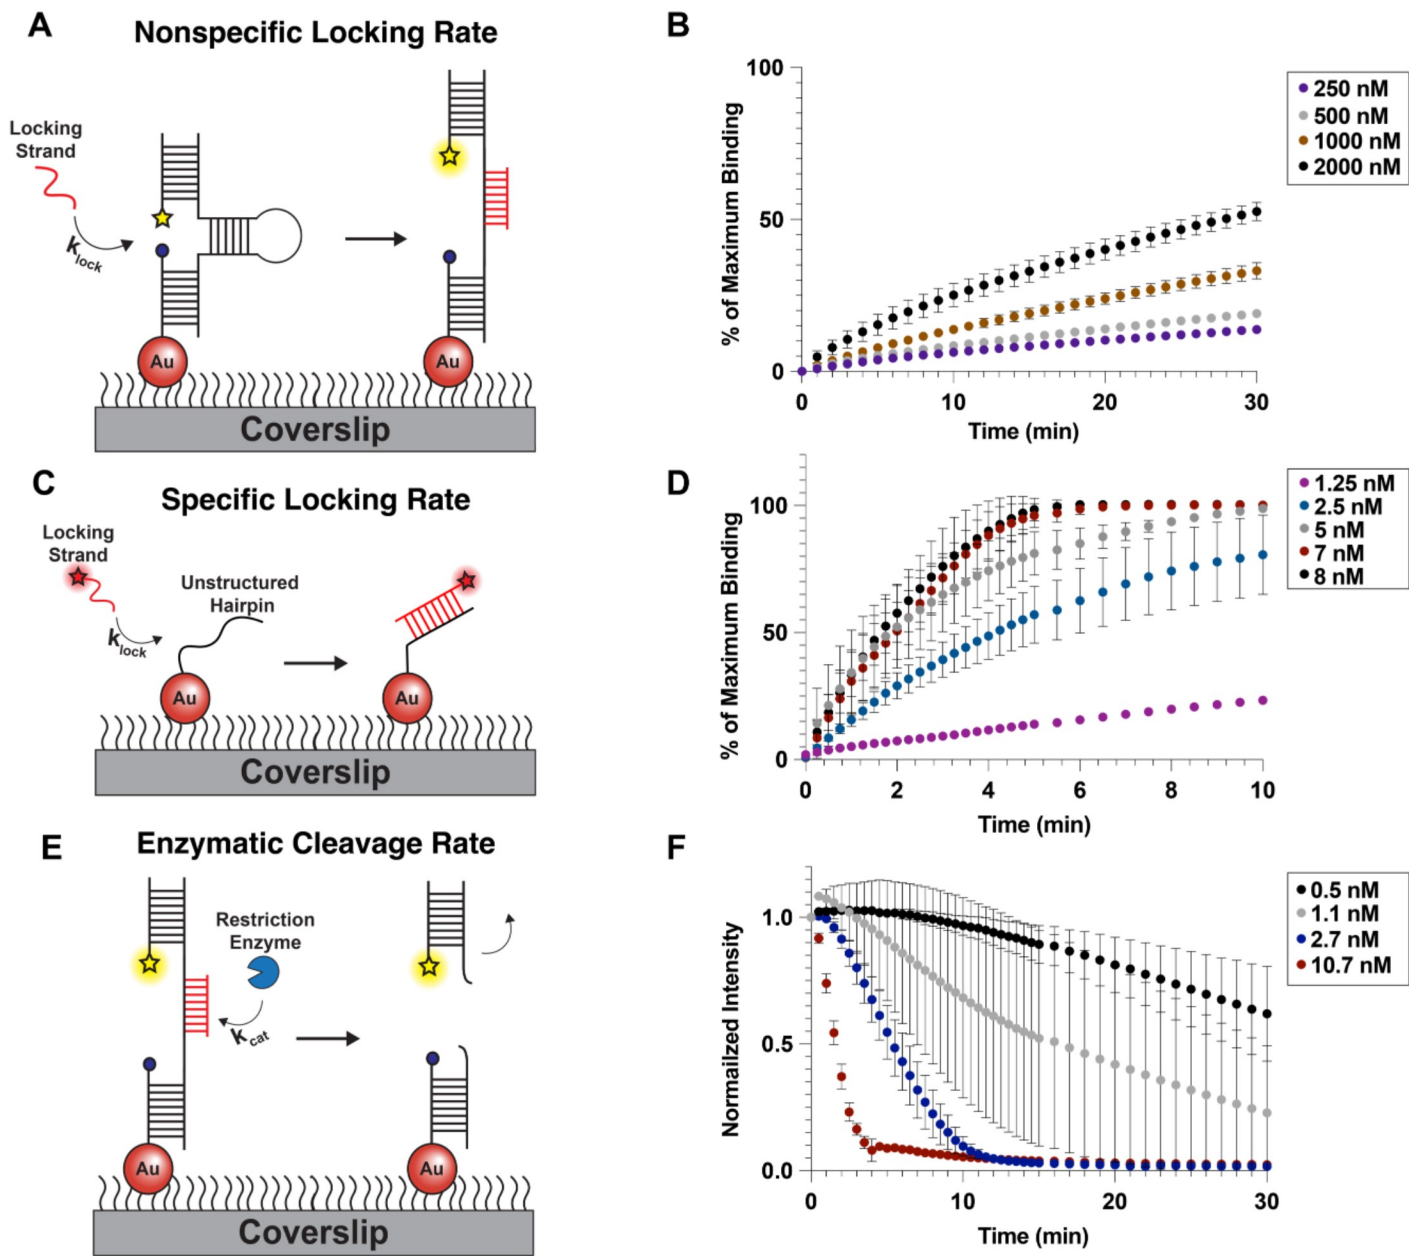 A
Nonspecific Locking Rate
Locking
Strand
k_lock
Au
Au
Coverslip
B
% of Maximum Binding
100
50
0
0
10
20
30
Time (min)
250 nM
500 nM
1000 nM
2000 nM
C
Specific Locking Rate
Locking
Strand
Unstructured
Hairpin
k_lock
Au
Au
Coverslip
D
% of Maximum Binding
100
50
0
0
2
4
6
8
10
Time (min)
1.25 nM
2.5 nM
5 nM
7 nM
8 nM
E
Enzymatic Cleavage Rate
Restriction
Enzyme
k_cat
Au
Au
Coverslip
F
Normalized Intensity
1.0
0.5
0.0
0
10
20
30
Time (min)
0.5 nM
1.1 nM
2.7 nM
10.7 nM